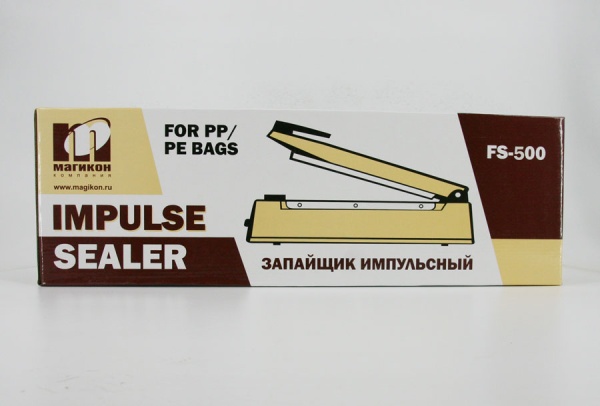 МАГИКОН
КОМПАНИЯ
www.magikon.ru
FOR PP/
PE BAGS
FS-500
IMPULSE
SEALER
ЗАПАЙЩИК ИМПУЛЬСНЫЙ